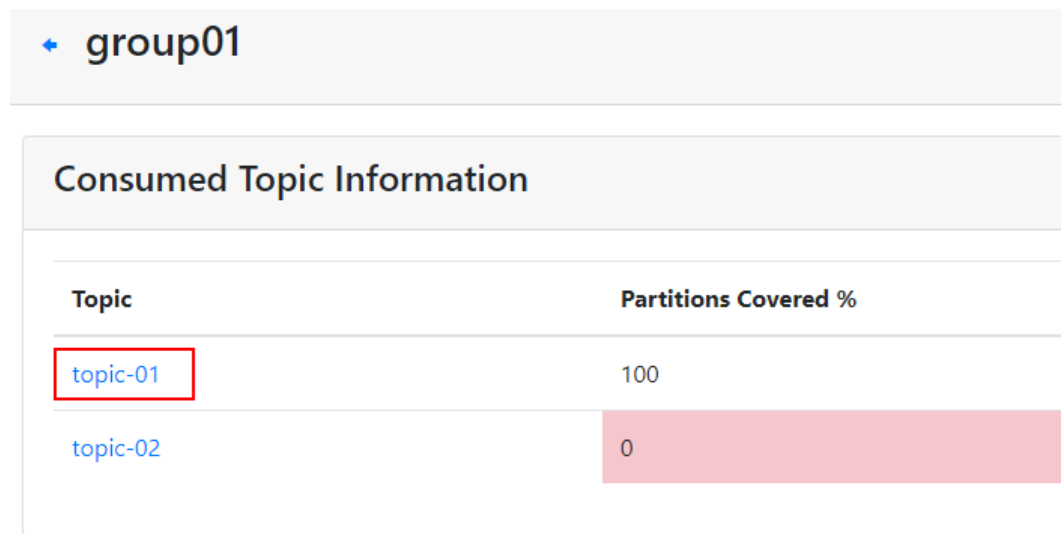 group01
Consumed Topic Information
Topic Partitions Covered %
topic-01 100
topic-02 0